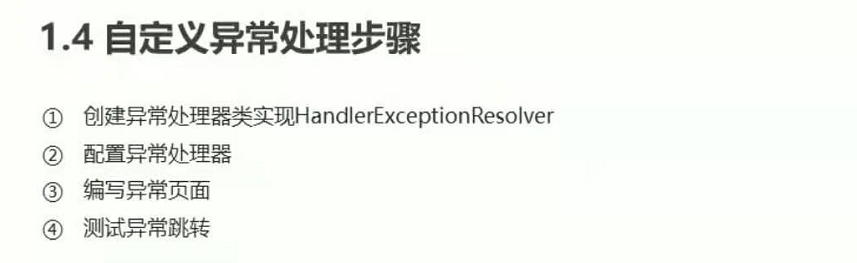 1.4 自定义异常处理步骤
① 创建异常处理器类实现HandlerExceptionResolver
② 配置异常处理器
③ 编写异常页面
④ 测试异常跳转